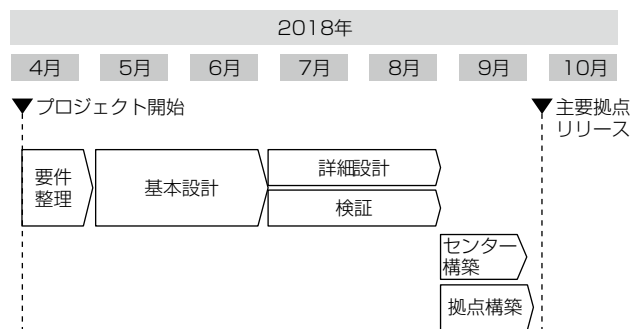 2018年
4月 5月 6月 7月 8月 9月 10月
▼プロジェクト開始
▼主要拠点
リリース
要件
整理
基本設計
詳細設計
検証
センター
構築
拠点構築